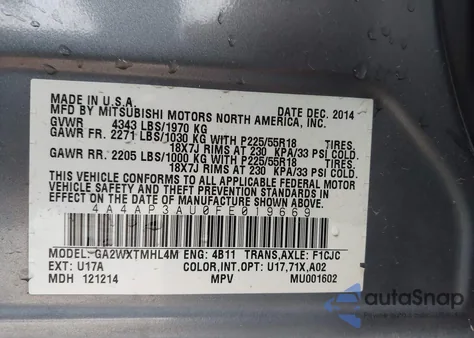 MADE IN U.S.A. DATE DEC. 2014
MFD BY MITSUBISHI MOTORS NORTH AMERICA, INC.
GVWR 4343 LBS/1970 KG
GAWR FR. 2271 LBS/1030 KG WITH P225/55R18 TIRES,
18X7J RIMS AT 230 KPA/33 PSI COLD.
GAWR RR. 2205 LBS/1000 KG WITH P225/55R18 TIRES,
18X7J RIMS AT 230 KPA/33 PSI COLD.
THIS VEHICLE CONFORMS TO ALL APPLICABLE FEDERAL MOTOR
VEHICLE SAFETY AND THEFT PREVENTION STANDARDS
IN EFFECT ON THE DATE OF MANUFACTURE SHOWN ABOVE.
4A4AP3AU0FE019669
MODEL: GA2WXTMHL4M ENG: 4B11 TRANS,AXLE: F1CJC
EXT: U17A COLOR,INT.OPT: U17,71X,A02
MDH 121214 MPV MU001602
autoSnap